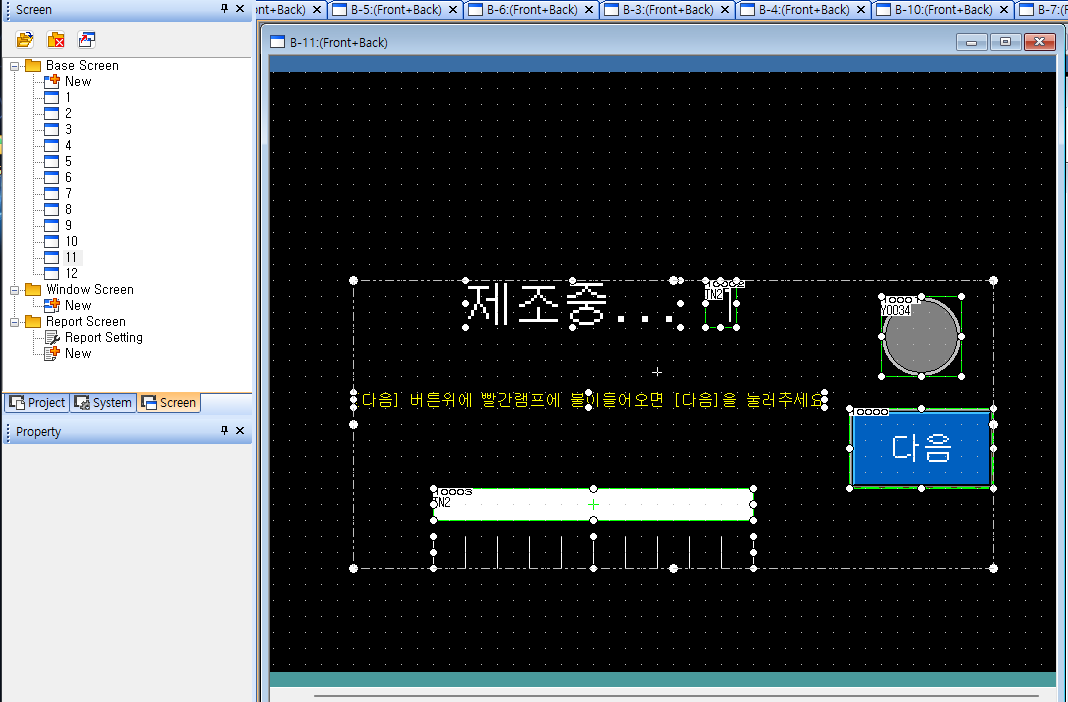 Screen
Base Screen
New
1
2
3
4
5
6
7
8
9
10
11
12
Window Screen
New
Report Screen
Report Setting
New
Project
System
Screen
Property
nt+Back)
B-5:(Front+Back)
B-6:(Front+Back)
B-3:(Front+Back)
B-4:(Front+Back)
B-10:(Front+Back)
B-7:(
B-11:(Front+Back)
제조중...
10002
TN2
10001
Y0034
다음] 버튼위에 빨간램프에 불이들어오면 [다음]을 눌러주세요
10000
다음
10003
TN2